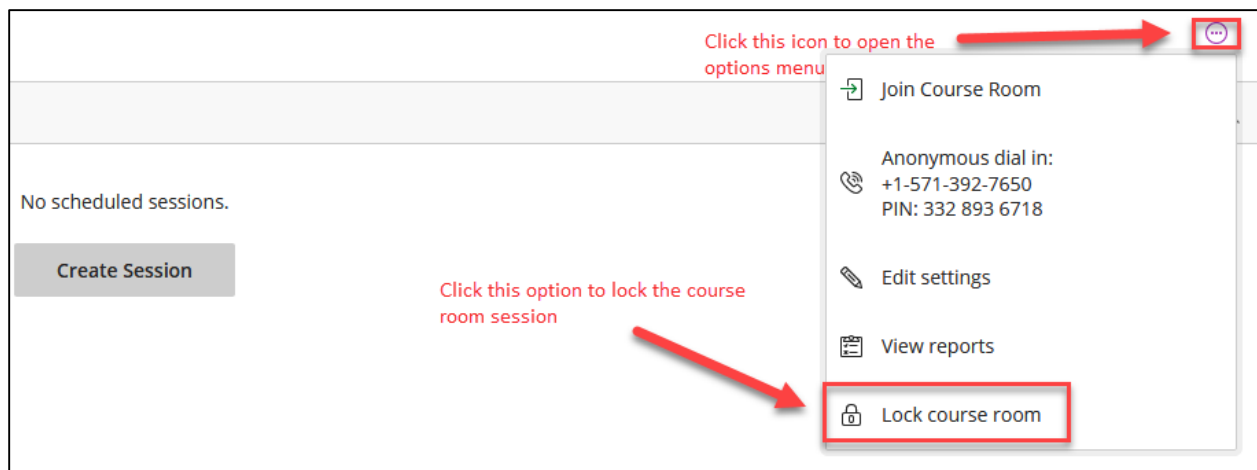 Click this icon to open the
options menu
Join Course Room
Anonymous dial in:
+1-571-392-7650
PIN: 332 893 6718
No scheduled sessions.
Create Session
Edit settings
Click this option to lock the course
room session
View reports
Lock course room